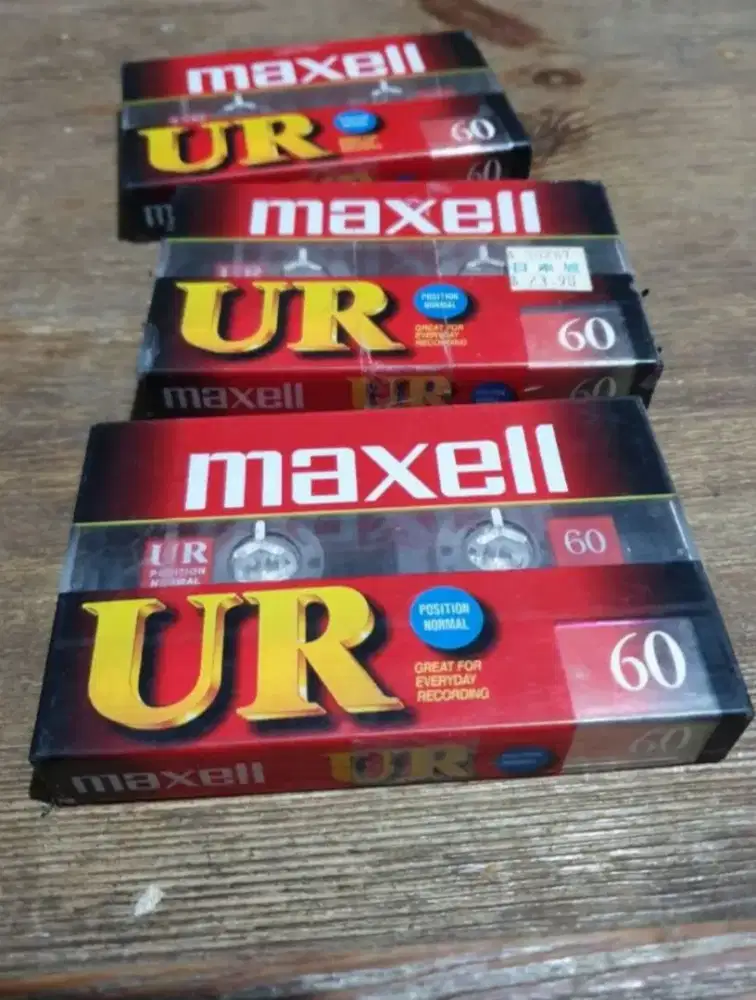 maxell
UR
60
60
maxell
UR
POSITION
NORMAL
GREAT FOR
EVERYDAY
RECORDING
60
maxell
UR
60
maxell
UR
POSITION
NORMAL
60
UR
POSITION
NORMAL
GREAT FOR
EVERYDAY
RECORDING
60
maxell
UR
60